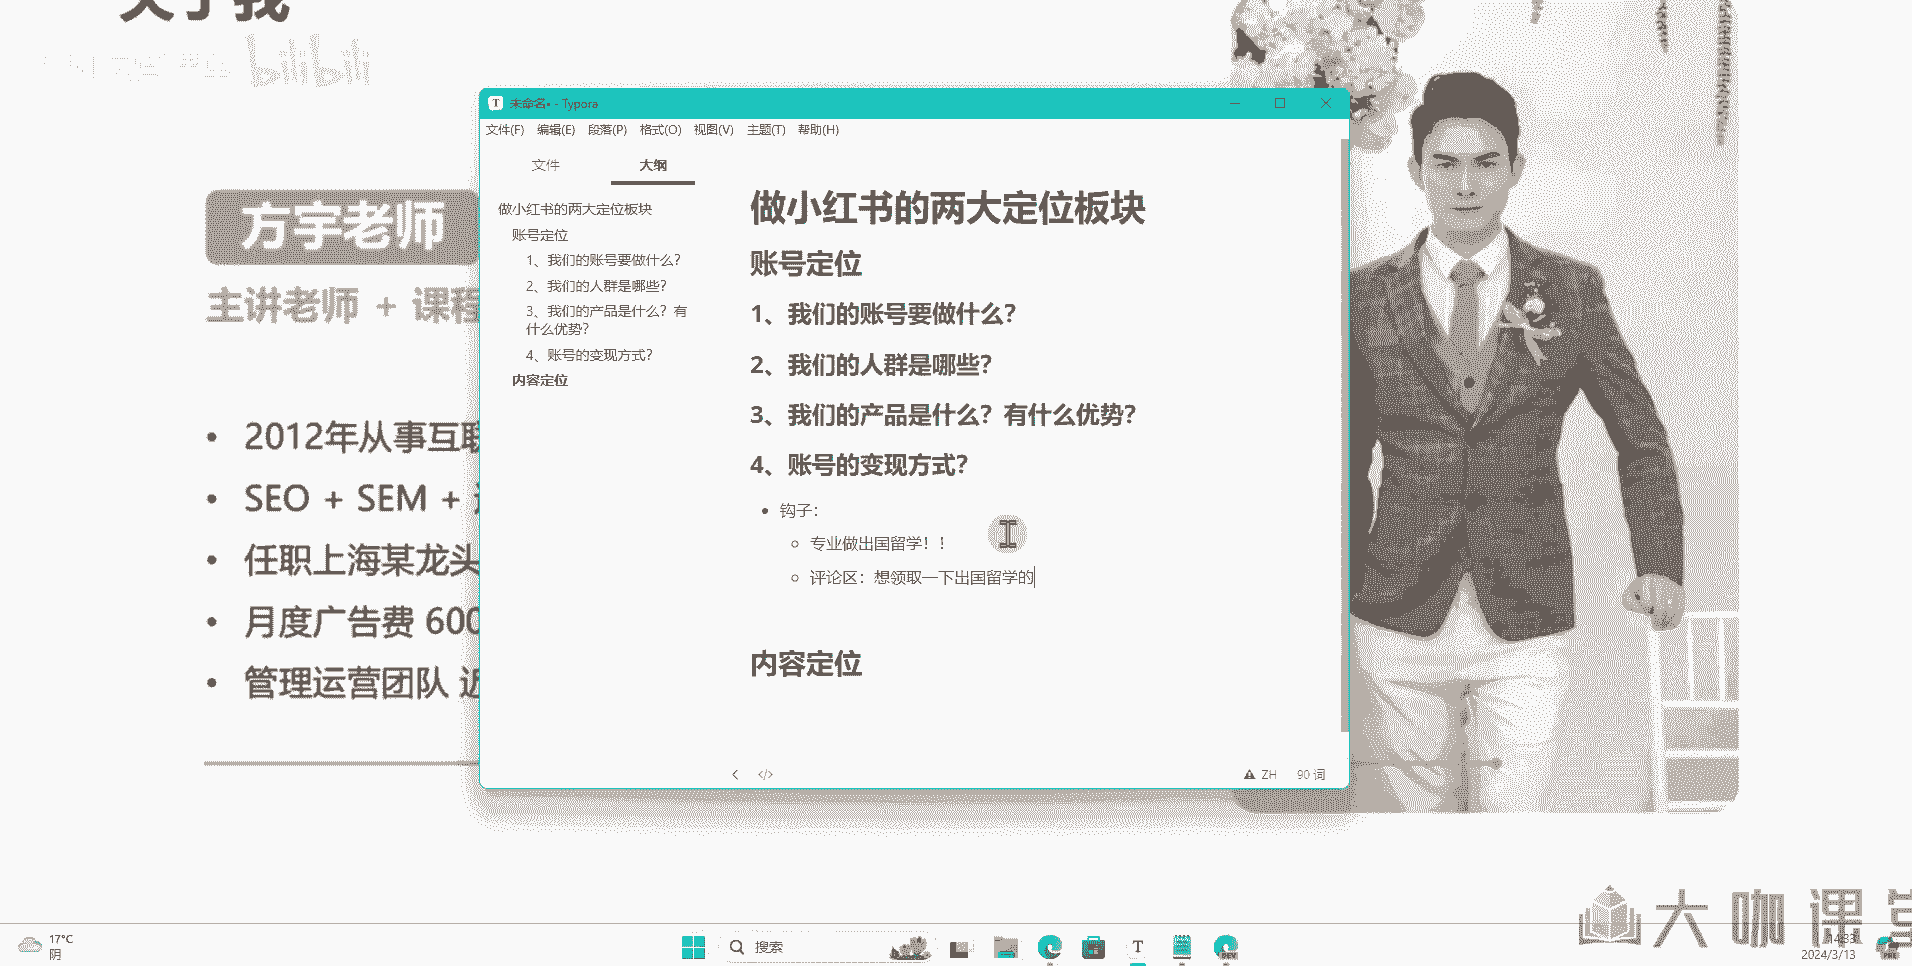 关于我
bilibili
未命名• - Typora
文件(F) 编辑(E) 段落(P) 格式(O) 视图(V) 主题(T) 帮助(H)
文件 大纲
做小红书的两大定位板块
账号定位
1、我们的账号要做什么？
2、我们的人群是哪些？
3、我们的产品是什么？有
什么优势？
4、账号的变现方式？
内容定位
做小红书的两大定位板块
账号定位
1、我们的账号要做什么？
2、我们的人群是哪些？
3、我们的产品是什么？有什么优势？
4、账号的变现方式？
钩子：
专业做出国留学！！
评论区：想领取一下出国留学的
内容定位
</> ZH 90 词
方宇老师
主讲老师 + 课程
2012年从事互联
SEO + SEM +
任职上海某龙头
月度广告费 600
管理运营团队 近
大咖课堂
17°C
阴
搜索
T
DEV
14:33
2024/3/13
PRE